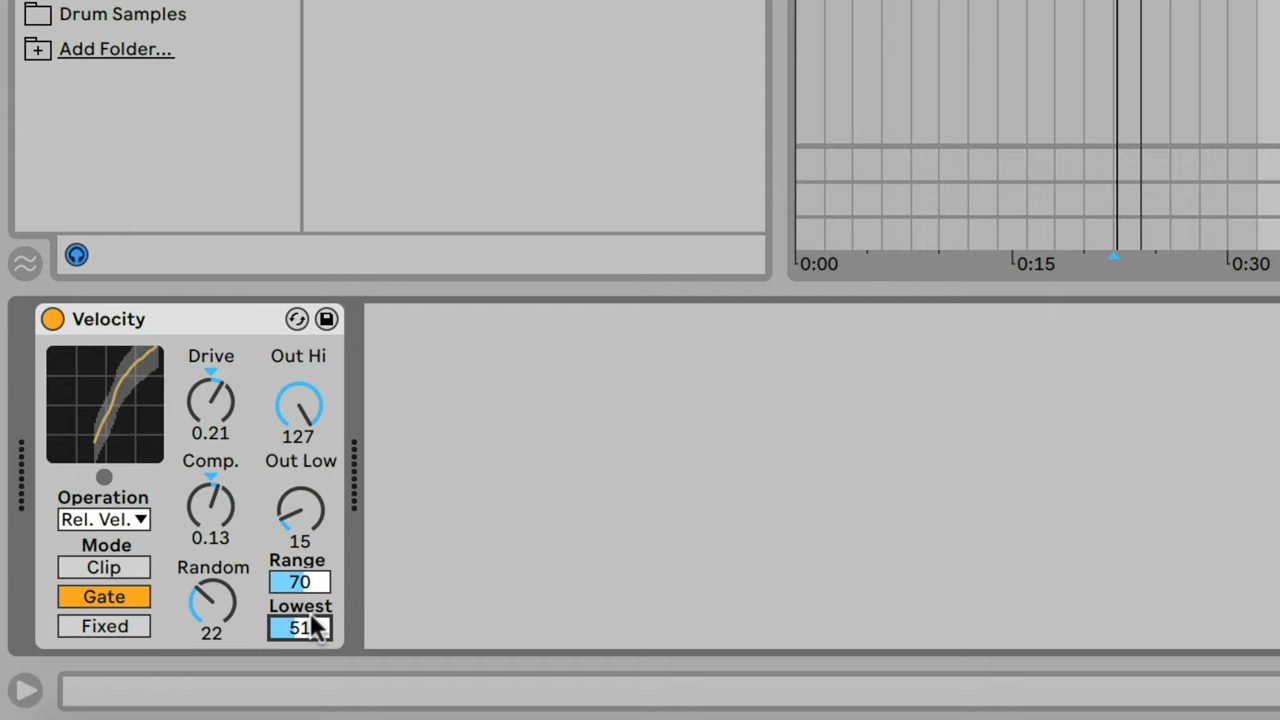 Drum Samples
Add Folder...
0:00
0:15
0:30
Velocity
Drive
Out Hi
0.21
127
Comp.
Out Low
Operation
Rel. Vel.
0.13
15
Mode
Range
Clip
Random
70
Gate
Lowest
Fixed
22
51